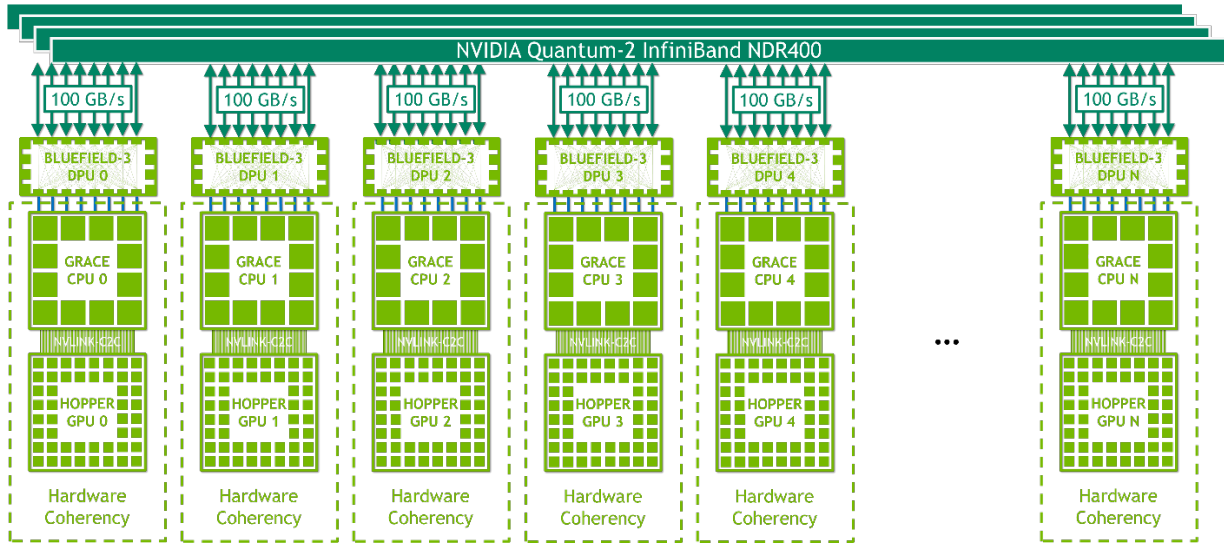 NVIDIA Quantum-2 InfiniBand NDR400
100 GB/s
100 GB/s
100 GB/s
100 GB/s
100 GB/s
100 GB/s
BLUEFIELD-3
DPU 0
BLUEFIELD-3
DPU 1
BLUEFIELD-3
DPU 2
BLUEFIELD-3
DPU 3
BLUEFIELD-3
DPU 4
BLUEFIELD-3
DPU N
GRACE
CPU 0
GRACE
CPU 1
GRACE
CPU 2
GRACE
CPU 3
GRACE
CPU 4
...
GRACE
CPU N
NVLINK-C2C
NVLINK-C2C
NVLINK-C2C
NVLINK-C2C
NVLINK-C2C
NVLINK-C2C
HOPPER
GPU 0
HOPPER
GPU 1
HOPPER
GPU 2
HOPPER
GPU 3
HOPPER
GPU 4
HOPPER
GPU N
Hardware
Coherency
Hardware
Coherency
Hardware
Coherency
Hardware
Coherency
Hardware
Coherency
Hardware
Coherency